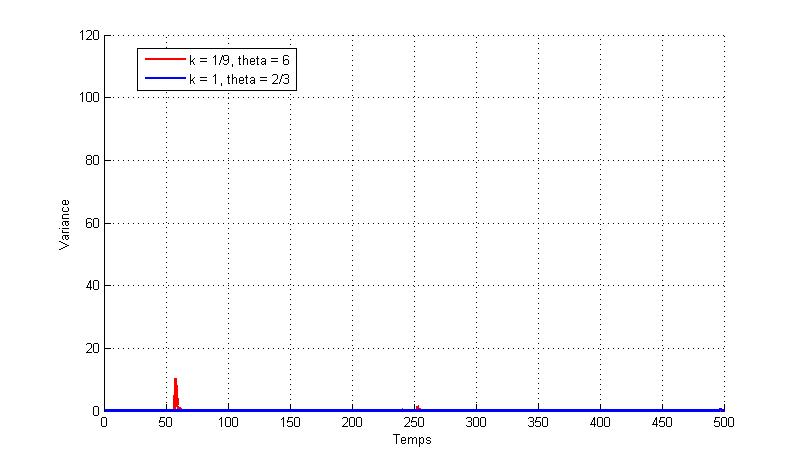 120
k = 1/9, theta = 6
k = 1, theta = 2/3
100
80
60
40
20
0
Variance
0 50 100 150 200 250 300 350 400 450 500
Temps